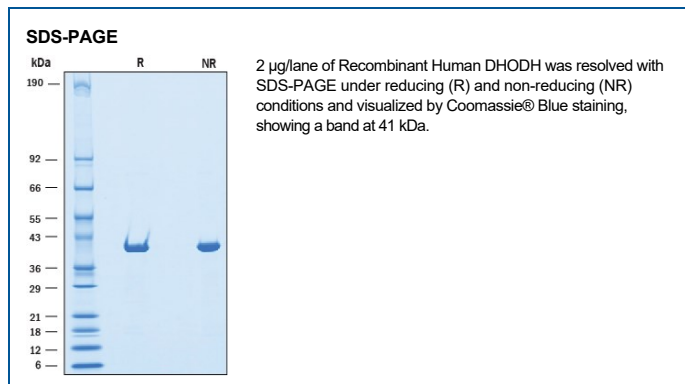 SDS-PAGE
kDa R NR
190
92
66
55
43
36
29
21
18
12
6
2 µg/lane of Recombinant Human DHODH was resolved with
SDS-PAGE under reducing (R) and non-reducing (NR)
conditions and visualized by Coomassie® Blue staining,
showing a band at 41 kDa.